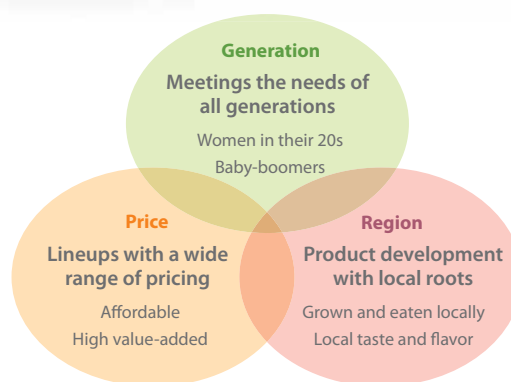 Generation
Meetings the needs of
all generations
Women in their 20s
Baby-boomers
Price
Lineups with a wide
range of pricing
Affordable
High value-added
Region
Product development
with local roots
Grown and eaten locally
Local taste and flavor